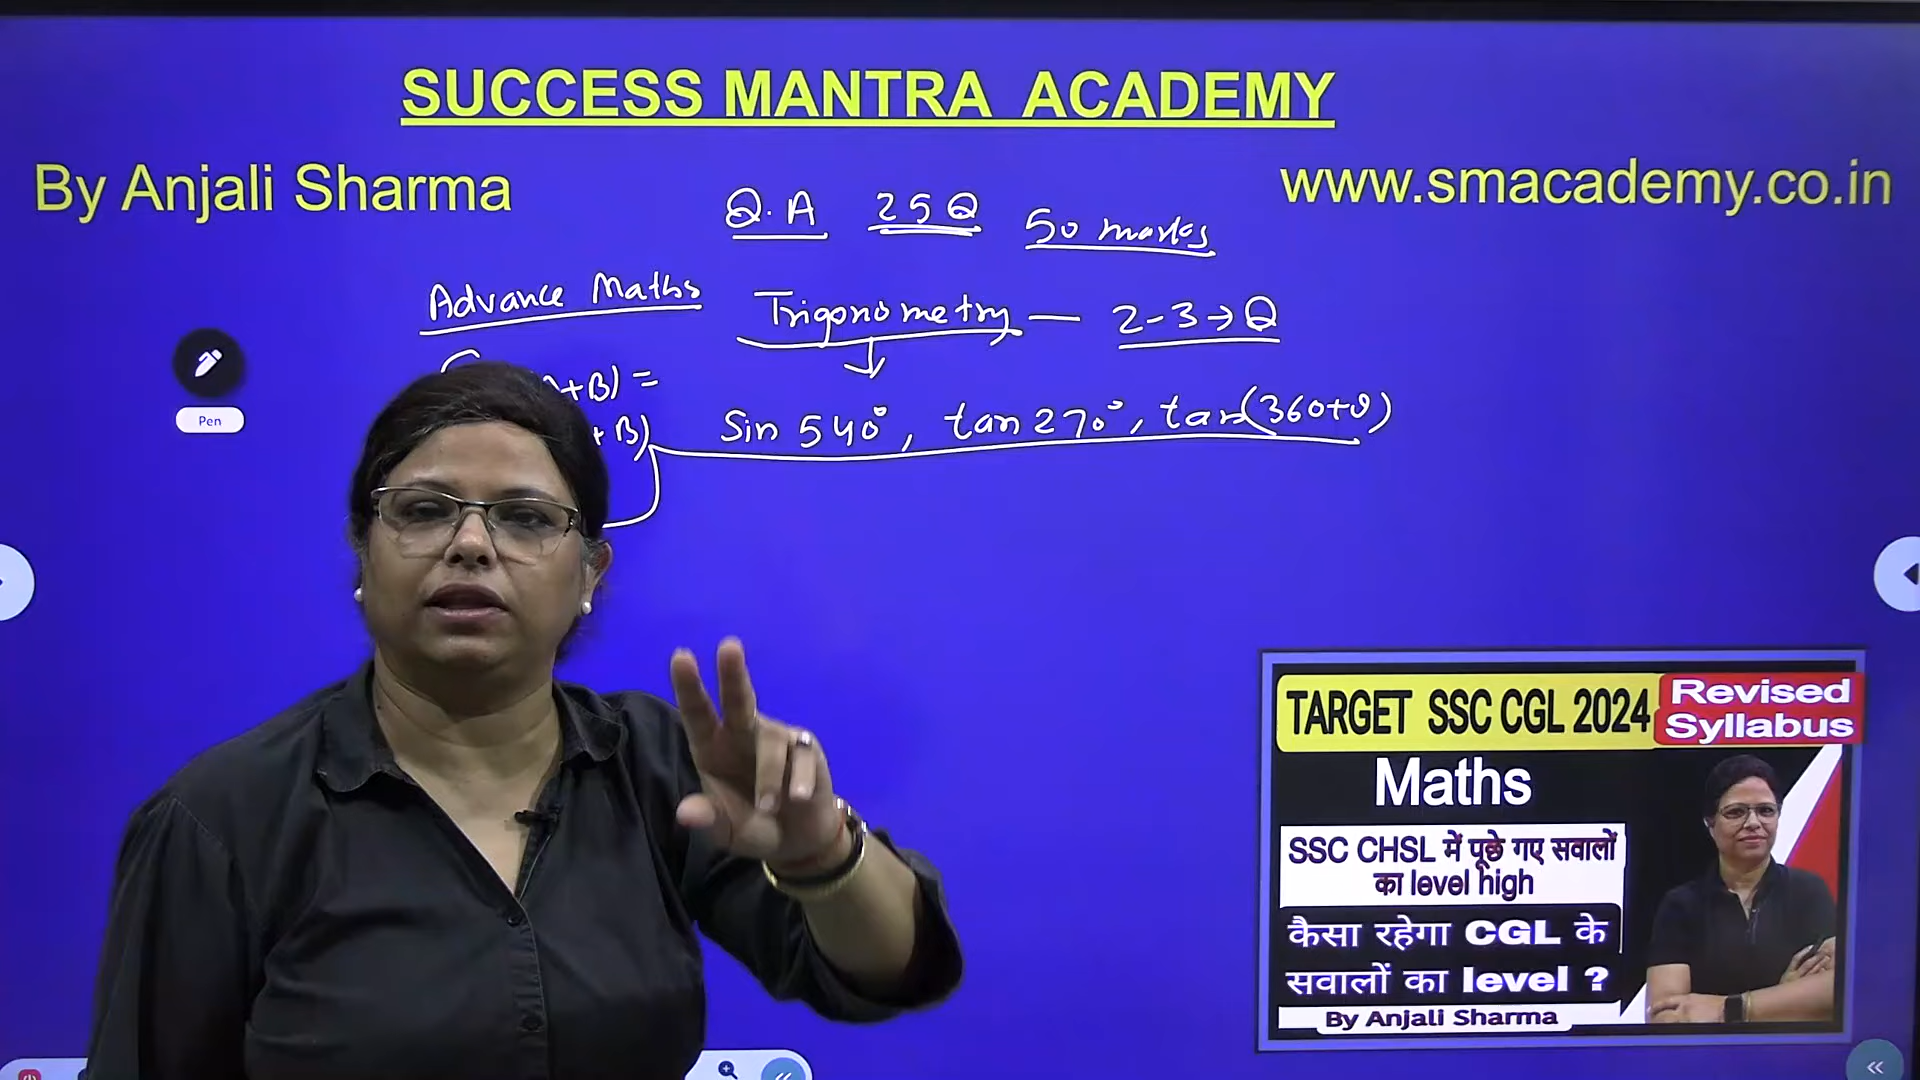 SUCCESS MANTRA ACADEMY
By Anjali Sharma
www.smacademy.co.in
Q.A 25Q 50 marks
Advance Maths
Trigonometry — 2-3→Q
+B) =
+ B)
Sin 540°, tan 270°, tan(360+θ)
Pen
TARGET SSC CGL 2024
Revised
Syllabus
Maths
SSC CHSL में पूछे गए सवालों
का level high
कैसा रहेगा CGL के
सवालों का level ?
By Anjali Sharma